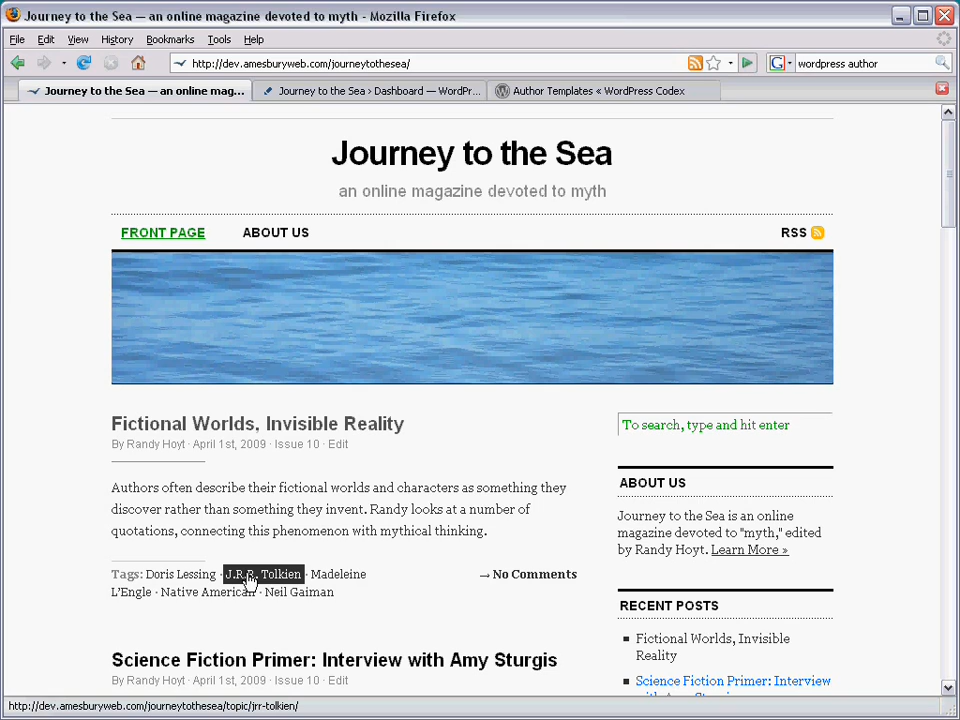 Journey to the Sea — an online magazine devoted to myth - Mozilla Firefox
File Edit View History Bookmarks Tools Help
http://dev.amesburyweb.com/journeytothesea/ G wordpress author
Journey to the Sea — an online mag... Journey to the Sea › Dashboard — WordPr... Author Templates « WordPress Codex
Journey to the Sea
an online magazine devoted to myth
FRONT PAGE ABOUT US RSS
Fictional Worlds, Invisible Reality
By Randy Hoyt · April 1st, 2009 · Issue 10 · Edit
Authors often describe their fictional worlds and characters as something they
discover rather than something they invent. Randy looks at a number of
quotations, connecting this phenomenon with mythical thinking.
Tags: Doris Lessing · J.R.R. Tolkien · Madeleine
L'Engle · Native American · Neil Gaiman
→ No Comments
Science Fiction Primer: Interview with Amy Sturgis
By Randy Hoyt · April 1st, 2009 · Issue 10 · Edit
To search, type and hit enter
ABOUT US
Journey to the Sea is an online
magazine devoted to "myth," edited
by Randy Hoyt. Learn More »
RECENT POSTS
Fictional Worlds, Invisible
Reality
Science Fiction Primer: Interview
http://dev.amesburyweb.com/journeytothesea/topic/jrr-tolkien/